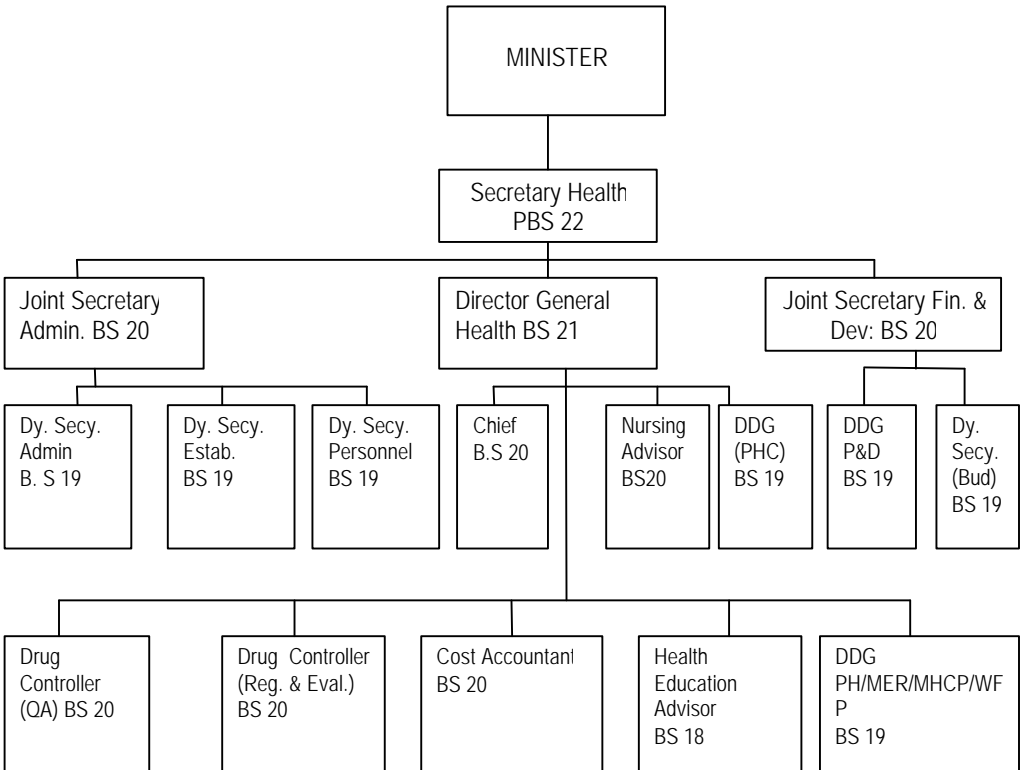 MINISTER
Secretary Health
PBS 22
Joint Secretary
Admin. BS 20
Director General
Health BS 21
Joint Secretary Fin. &
Dev: BS 20
Dy. Secy.
Admin
B. S 19
Dy. Secy.
Estab.
BS 19
Dy. Secy.
Personnel
BS 19
Chief
B.S 20
Nursing
Advisor
BS20
DDG
(PHC)
BS 19
DDG
P&D
BS 19
Dy.
Secy.
(Bud)
BS 19
Drug
Controller
(QA) BS 20
Drug Controller
(Reg. & Eval.)
BS 20
Cost Accountant
BS 20
Health
Education
Advisor
BS 18
DDG
PH/MER/MHCP/WF
P
BS 19